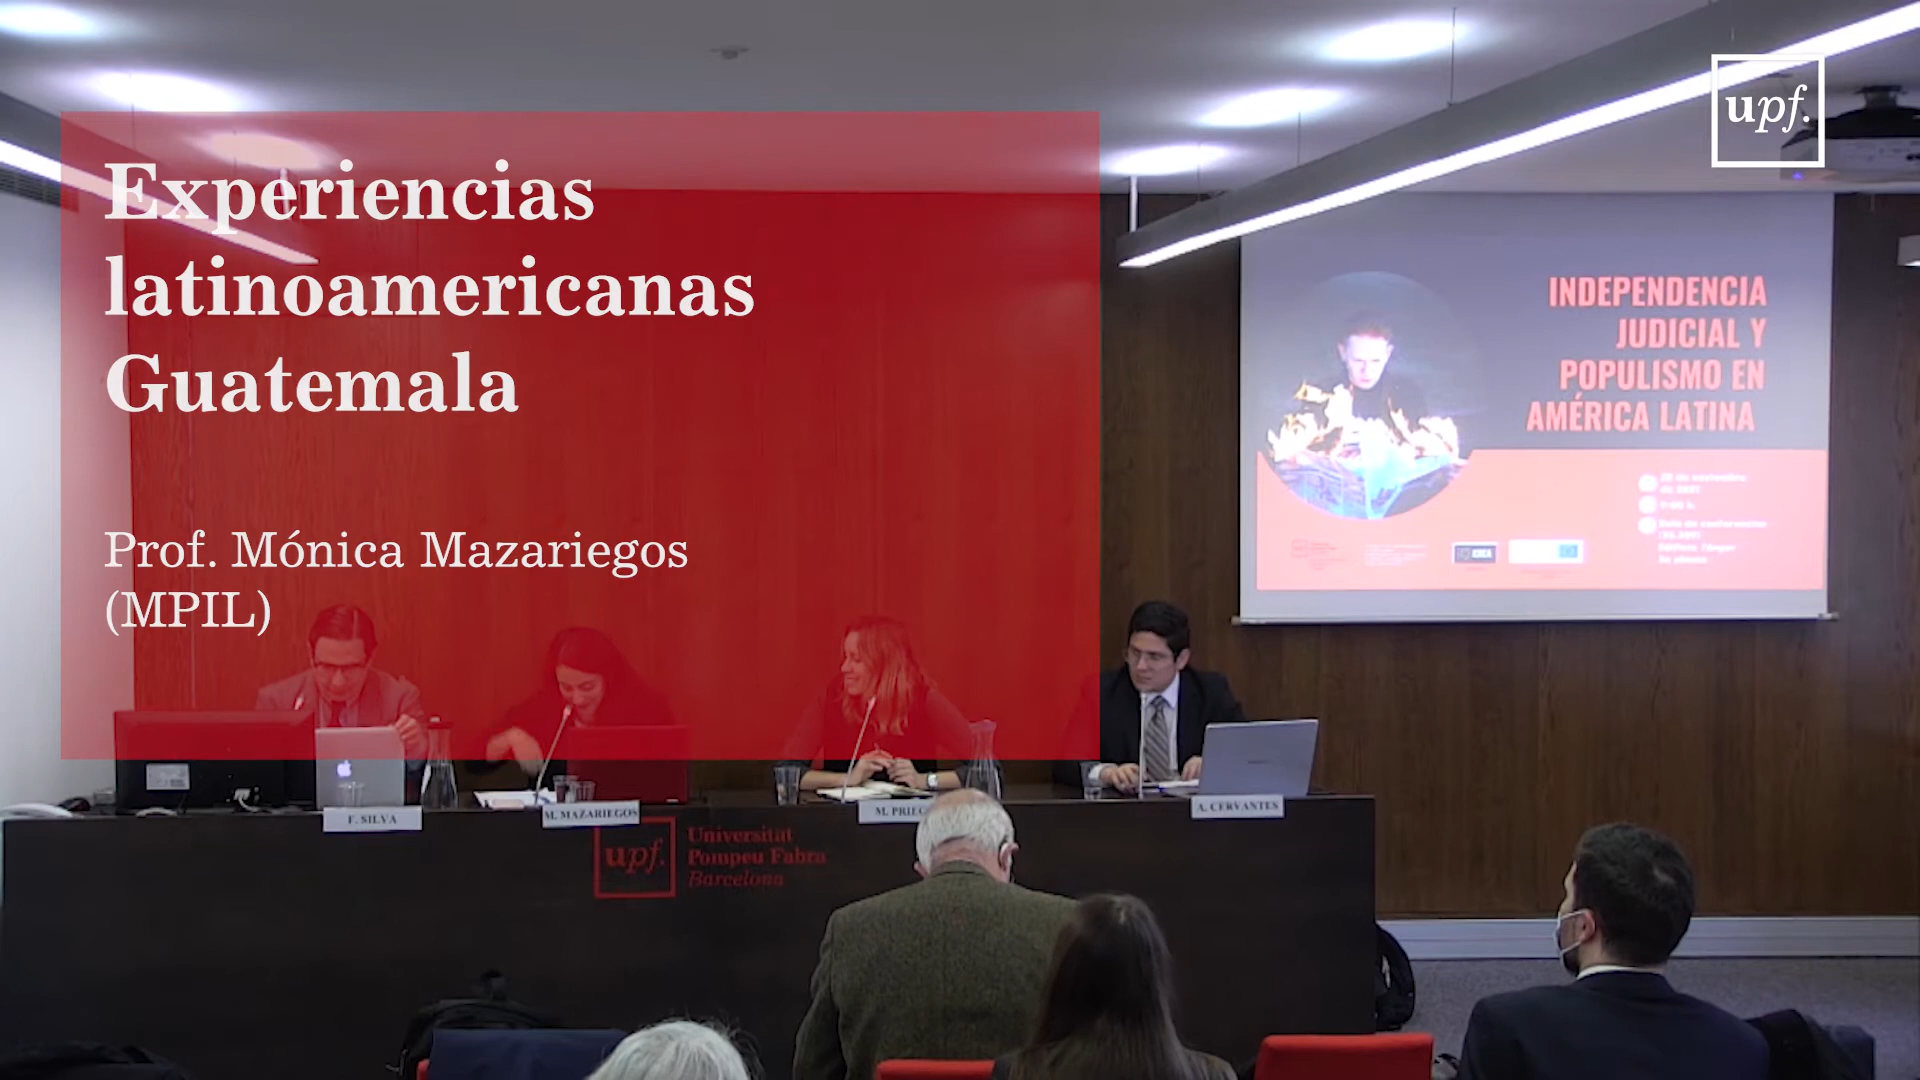 Experiencias
latinoamericanas
Guatemala
Prof. Mónica Mazariegos
(MPIL)
upf.
INDEPENDENCIA
JUDICIAL Y
POPULISMO EN
AMÉRICA LATINA
F. SILVA
M. MAZARIEGOS
M. PRIEG
A. CERVANTES
upf.
Universitat
Pompeu Fabra
Barcelona